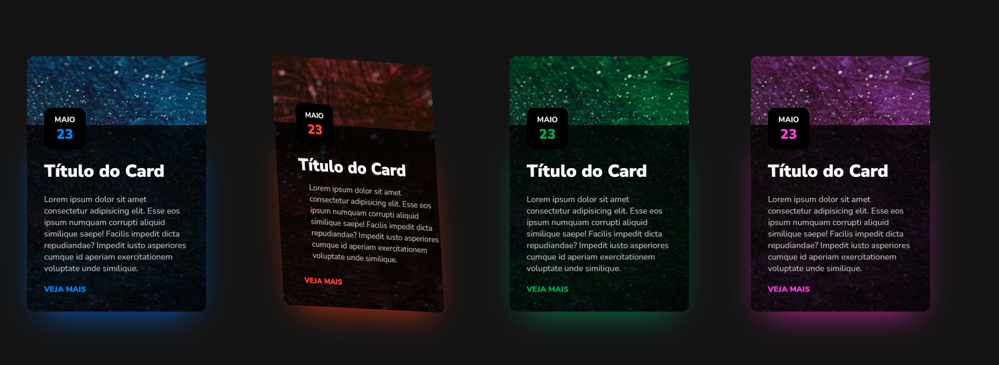 MAIO
23
Título do Card
Lorem ipsum dolor sit amet
consectetur adipisicing elit. Esse eos
ipsum numquam corrupti aliquid
similique saepe! Facilis impedit dicta
repudiandae? Impedit iusto asperiores
cumque id aperiam exercitationem
voluptate unde similique.
VEJA MAIS
MAIO
23
Título do Card
Lorem ipsum dolor sit amet
consectetur adipisicing elit. Esse eos
ipsum numquam corrupti aliquid
similique saepe! Facilis impedit dicta
repudiandae? Impedit iusto asperiores
cumque id aperiam exercitationem
voluptate unde similique.
VEJA MAIS
MAIO
23
Título do Card
Lorem ipsum dolor sit amet
consectetur adipisicing elit. Esse eos
ipsum numquam corrupti aliquid
similique saepe! Facilis impedit dicta
repudiandae? Impedit iusto asperiores
cumque id aperiam exercitationem
voluptate unde similique.
VEJA MAIS
MAIO
23
Título do Card
Lorem ipsum dolor sit amet
consectetur adipisicing elit. Esse eos
ipsum numquam corrupti aliquid
similique saepe! Facilis impedit dicta
repudiandae? Impedit iusto asperiores
cumque id aperiam exercitationem
voluptate unde similique.
VEJA MAIS